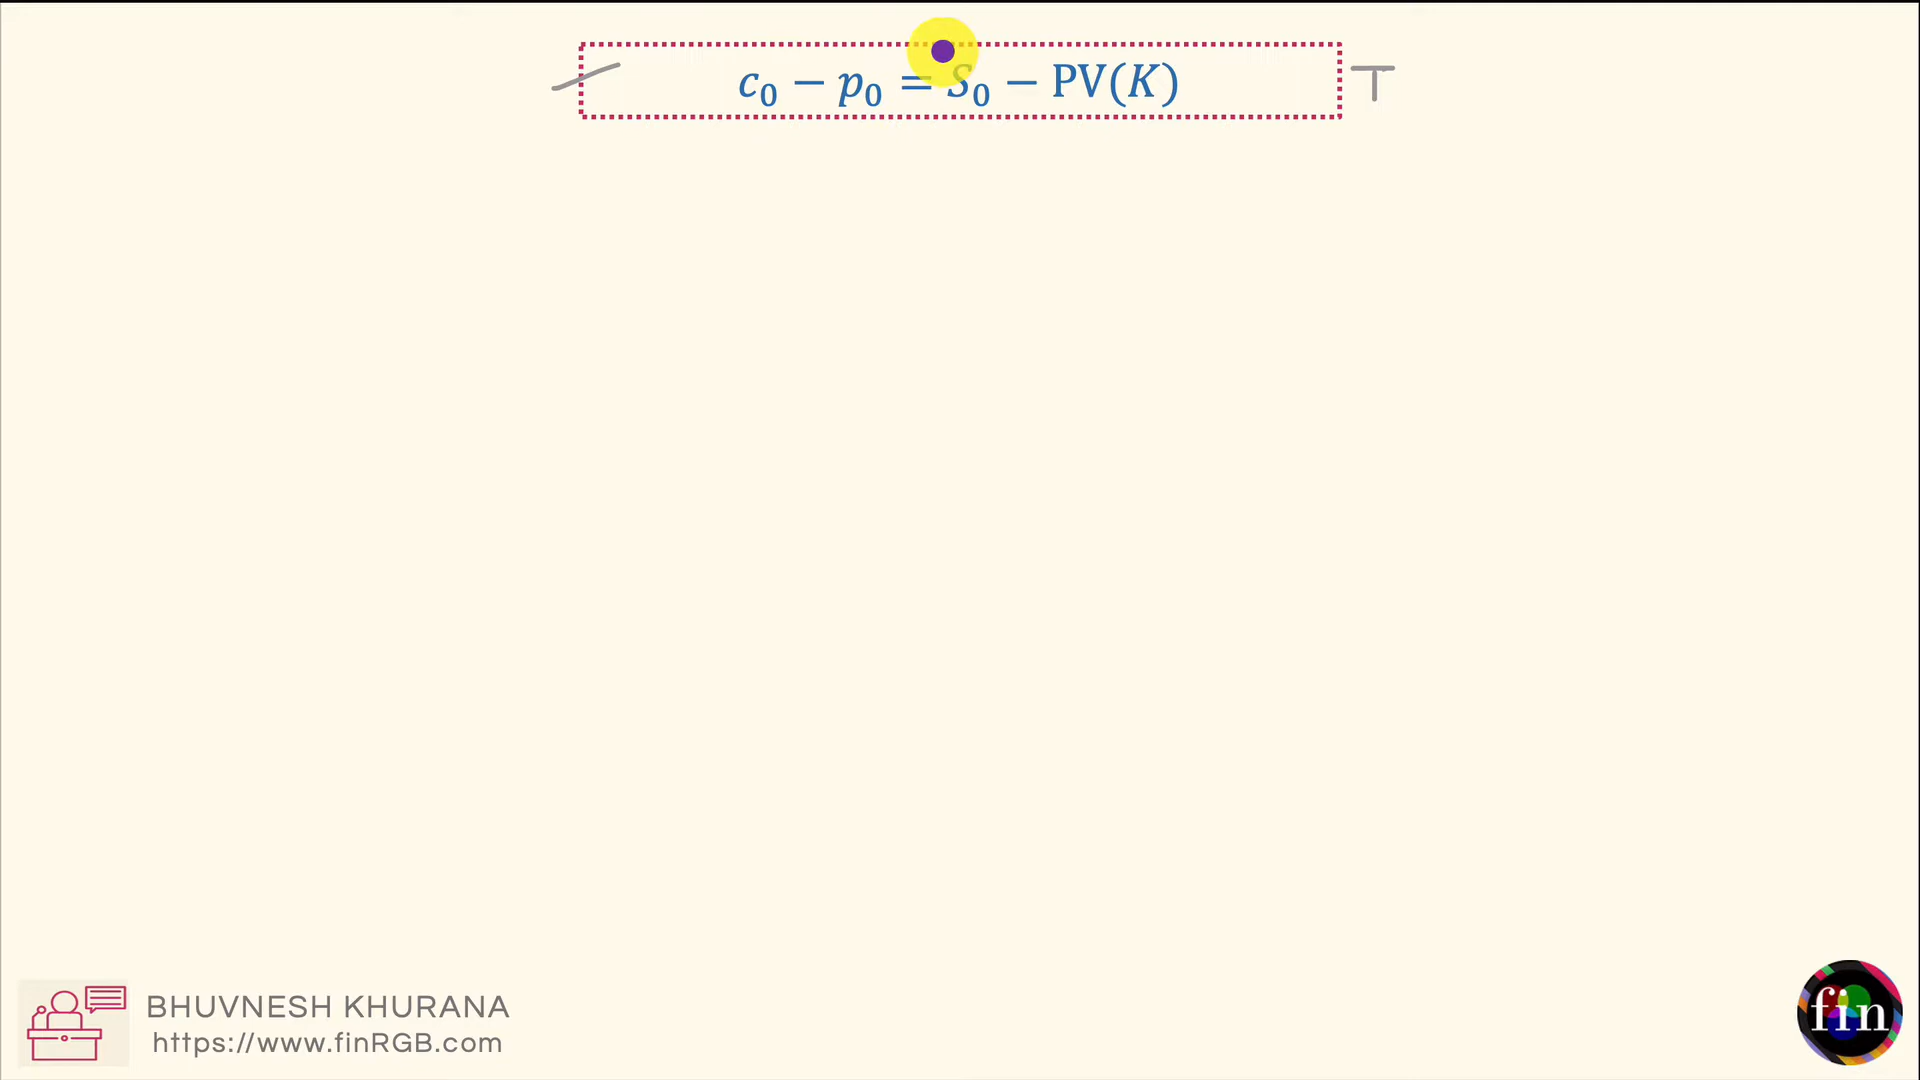 c₀ − p₀ = S₀ − PV(K) T
BHUVNESH KHURANA
https://www.finRGB.com
fin